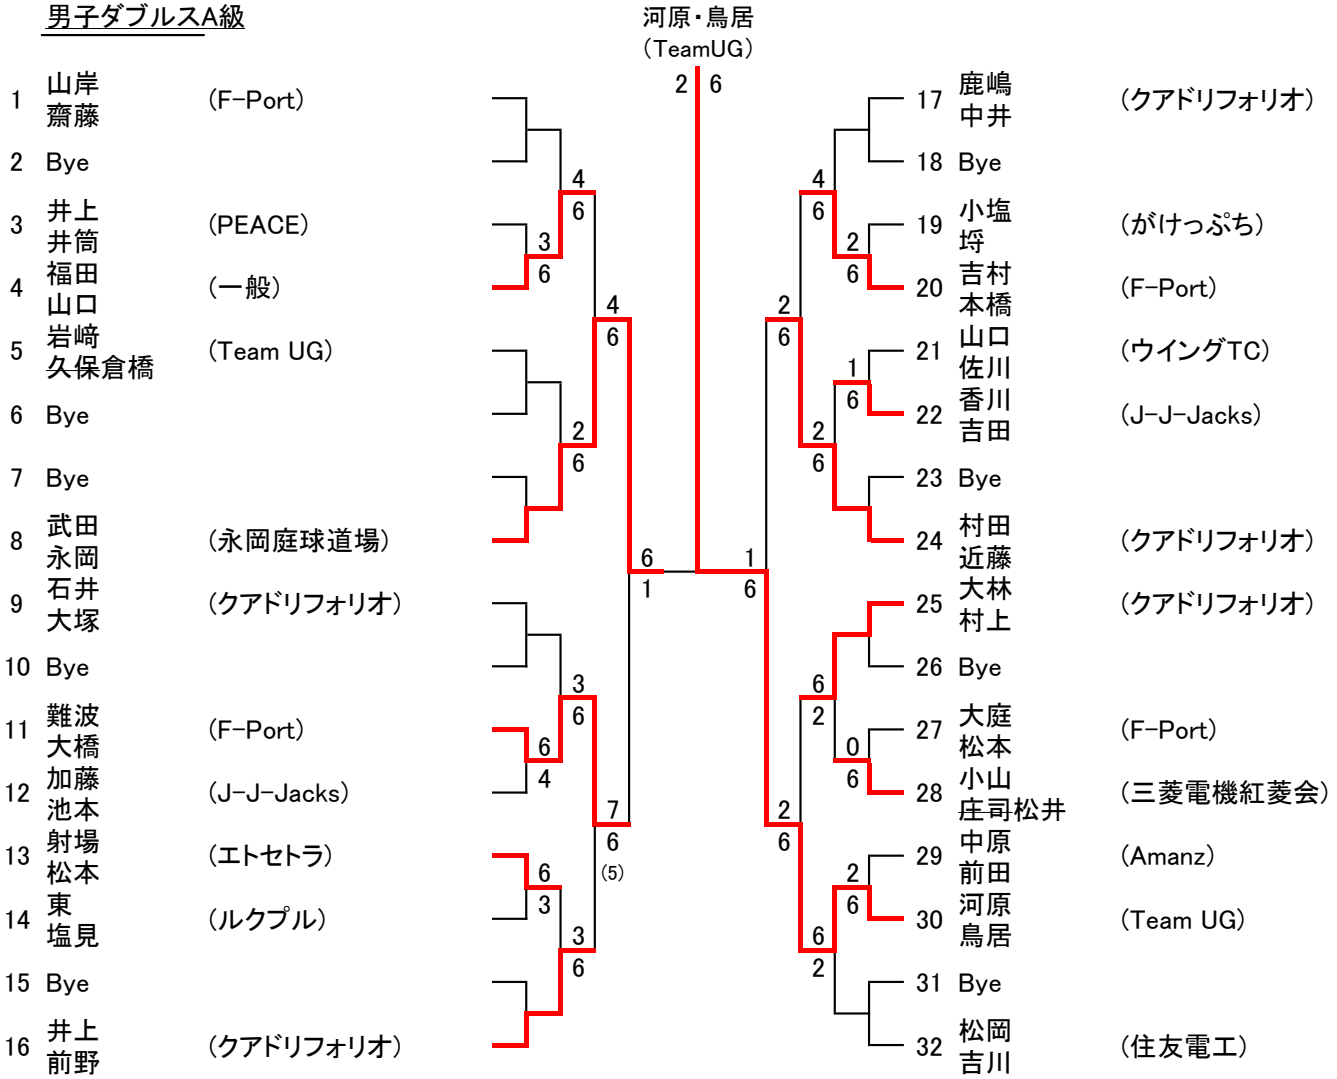 男子ダブルスA級
河原・鳥居
(TeamUG)
2 6
1 山岸 齋藤 (F-Port)
2 Bye
3 井上 井筒 (PEACE)
4 福田 山口 (一般)
5 岩﨑 久保倉橋 (Team UG)
6 Bye
7 Bye
8 武田 永岡 (永岡庭球道場)
9 石井 大塚 (クアドリフォリオ)
10 Bye
11 難波 大橋 (F-Port)
12 加藤 池本 (J-J-Jacks)
13 射場 松本 (エトセトラ)
14 東 塩見 (ルクプル)
15 Bye
16 井上 前野 (クアドリフォリオ)
3
6
6
4
6
3
4
6
2
6
3
6
3
6
4
6
7
6
(5)
6
1
1
6
2
6
2
6
4
6
2
6
6
2
6
2
2
6
1
6
0
6
2
6
17 鹿嶋 中井 (クアドリフォリオ)
18 Bye
19 小塩 埒 (がけっぷち)
20 吉村 本橋 (F-Port)
21 山口 佐川 (ウイングTC)
22 香川 吉田 (J-J-Jacks)
23 Bye
24 村田 近藤 (クアドリフォリオ)
25 大林 村上 (クアドリフォリオ)
26 Bye
27 大庭 松本 (F-Port)
28 小山 庄司松井 (三菱電機紅菱会)
29 中原 前田 (Amanz)
30 河原 鳥居 (Team UG)
31 Bye
32 松岡 吉川 (住友電工)